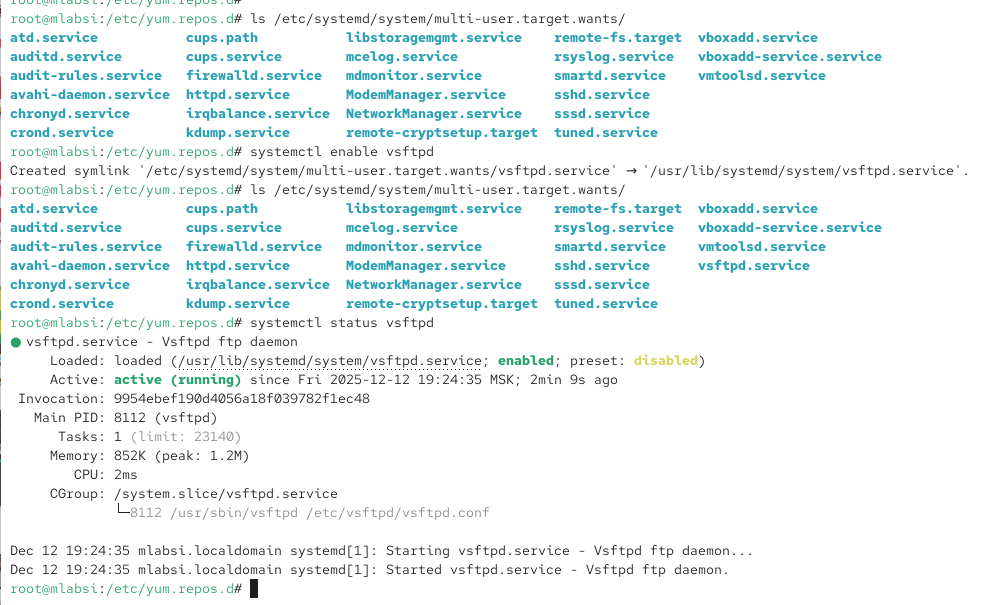 root@mlabsi:/etc/yum.repos.d#
root@mlabsi:/etc/yum.repos.d# ls /etc/systemd/system/multi-user.target.wants/
atd.service cups.path libstoragemgmt.service remote-fs.target vboxadd.service
auditd.service cups.service mcelog.service rsyslog.service vboxadd-service.service
audit-rules.service firewalld.service mdmonitor.service smartd.service vmtoolsd.service
avahi-daemon.service httpd.service ModemManager.service sshd.service
chronyd.service irqbalance.service NetworkManager.service sssd.service
crond.service kdump.service remote-cryptsetup.target tuned.service
root@mlabsi:/etc/yum.repos.d# systemctl enable vsftpd
Created symlink '/etc/systemd/system/multi-user.target.wants/vsftpd.service' → '/usr/lib/systemd/system/vsftpd.service'.
root@mlabsi:/etc/yum.repos.d# ls /etc/systemd/system/multi-user.target.wants/
atd.service cups.path libstoragemgmt.service remote-fs.target vboxadd.service
auditd.service cups.service mcelog.service rsyslog.service vboxadd-service.service
audit-rules.service firewalld.service mdmonitor.service smartd.service vmtoolsd.service
avahi-daemon.service httpd.service ModemManager.service sshd.service vsftpd.service
chronyd.service irqbalance.service NetworkManager.service sssd.service
crond.service kdump.service remote-cryptsetup.target tuned.service
root@mlabsi:/etc/yum.repos.d# systemctl status vsftpd
● vsftpd.service - Vsftpd ftp daemon
Loaded: loaded (/usr/lib/systemd/system/vsftpd.service; enabled; preset: disabled)
Active: active (running) since Fri 2025-12-12 19:24:35 MSK; 2min 9s ago
Invocation: 9954ebef190d4056a18f039782f1ec48
Main PID: 8112 (vsftpd)
Tasks: 1 (limit: 23140)
Memory: 852K (peak: 1.2M)
CPU: 2ms
CGroup: /system.slice/vsftpd.service
└─8112 /usr/sbin/vsftpd /etc/vsftpd/vsftpd.conf
Dec 12 19:24:35 mlabsi.localdomain systemd[1]: Starting vsftpd.service - Vsftpd ftp daemon...
Dec 12 19:24:35 mlabsi.localdomain systemd[1]: Started vsftpd.service - Vsftpd ftp daemon.
root@mlabsi:/etc/yum.repos.d#